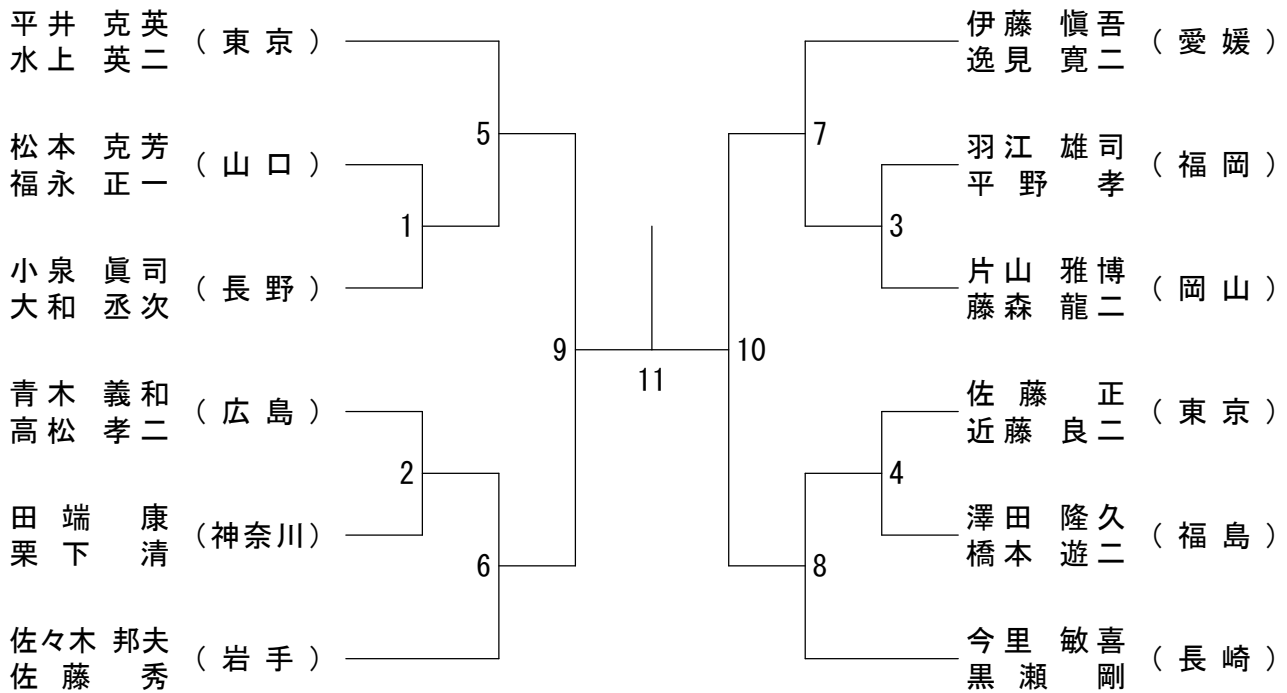 平井 克英
水上 英二
(東京)
松本 克芳
福永 正一
(山口)
小泉 眞司
大和 丞次
(長野)
青木 義和
高松 孝二
(広島)
田端 康
栗下 清
(神奈川)
佐々木 邦夫
佐藤 秀
(岩手)
5
1
9
2
6
11
10
7
3
4
8
伊藤 愼吾
逸見 寛二
(愛媛)
羽江 雄司
平野 孝
(福岡)
片山 雅博
藤森 龍二
(岡山)
佐藤 正
近藤 良二
(東京)
澤田 隆久
橋本 遊二
(福島)
今里 敏喜
黒瀬 剛
(長崎)